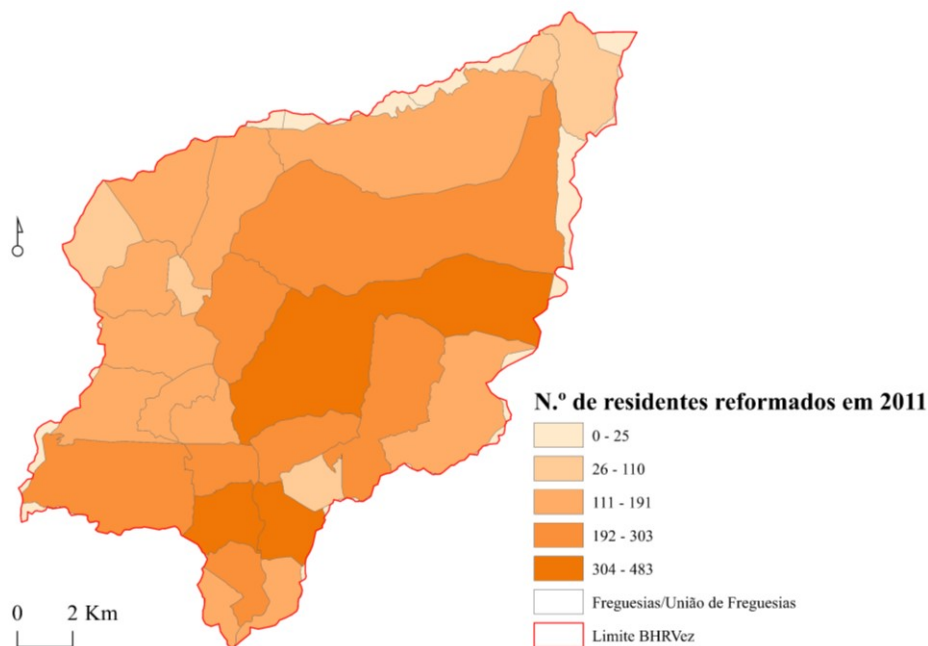 N.º de residentes reformados em 2011
0 - 25
26 - 110
111 - 191
192 - 303
304 - 483
Freguesias/União de Freguesias
Limite BHRVez
0 2 Km